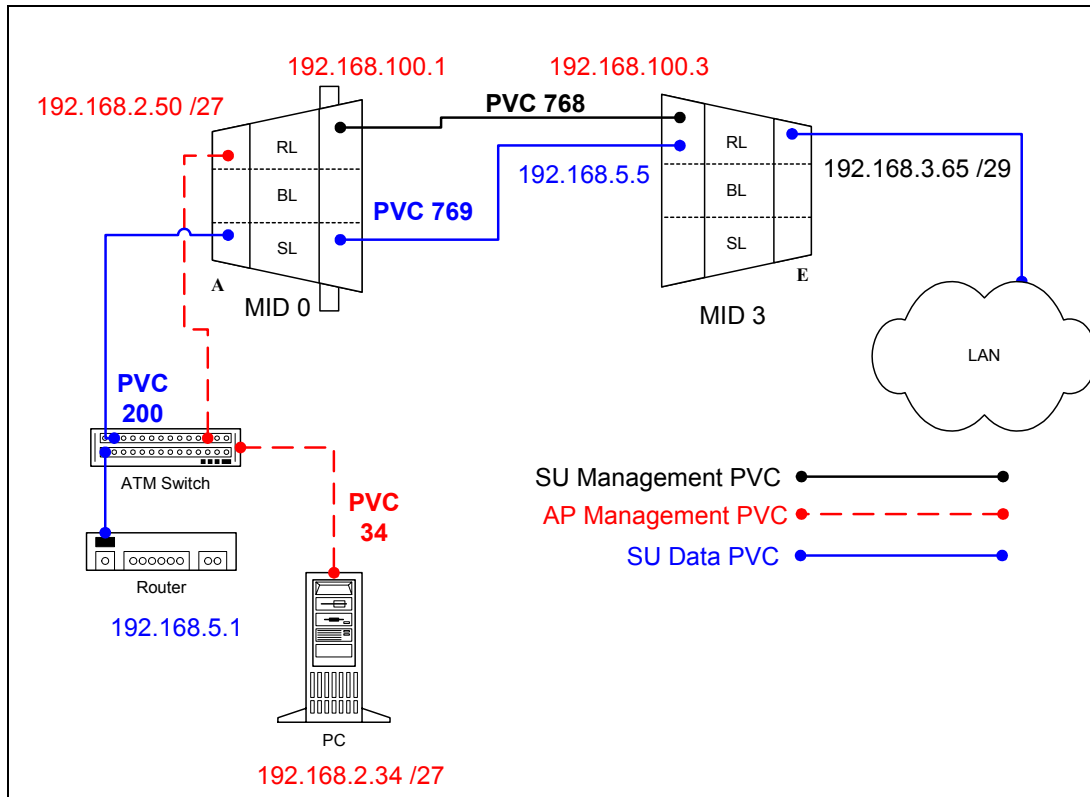 192.168.100.1
192.168.100.3
192.168.2.50 /27
PVC 768
RL
BL
SL
A
MID 0
PVC 769
192.168.5.5
RL
BL
SL
E
MID 3
192.168.3.65 /29
LAN
PVC
200
ATM Switch
Router
192.168.5.1
PVC
34
PC
192.168.2.34 /27
SU Management PVC
AP Management PVC
SU Data PVC